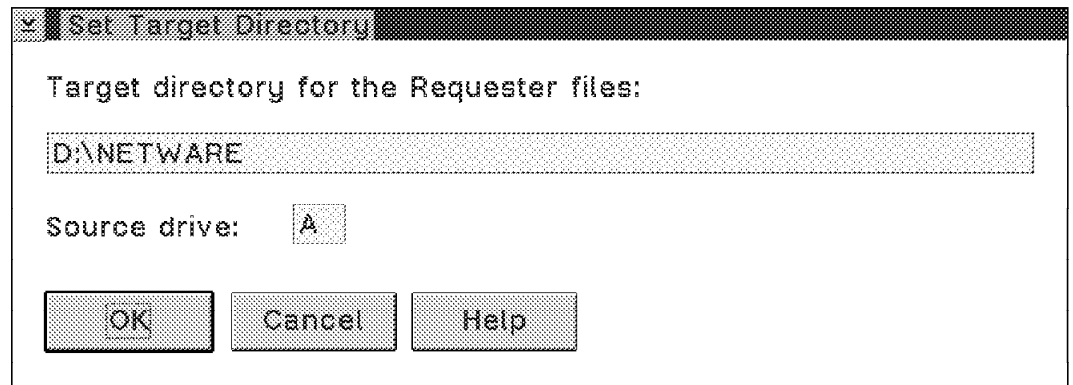 Set Target Directory
Target directory for the Requester files:
D:\NETWARE
Source drive: A
OK Cancel Help